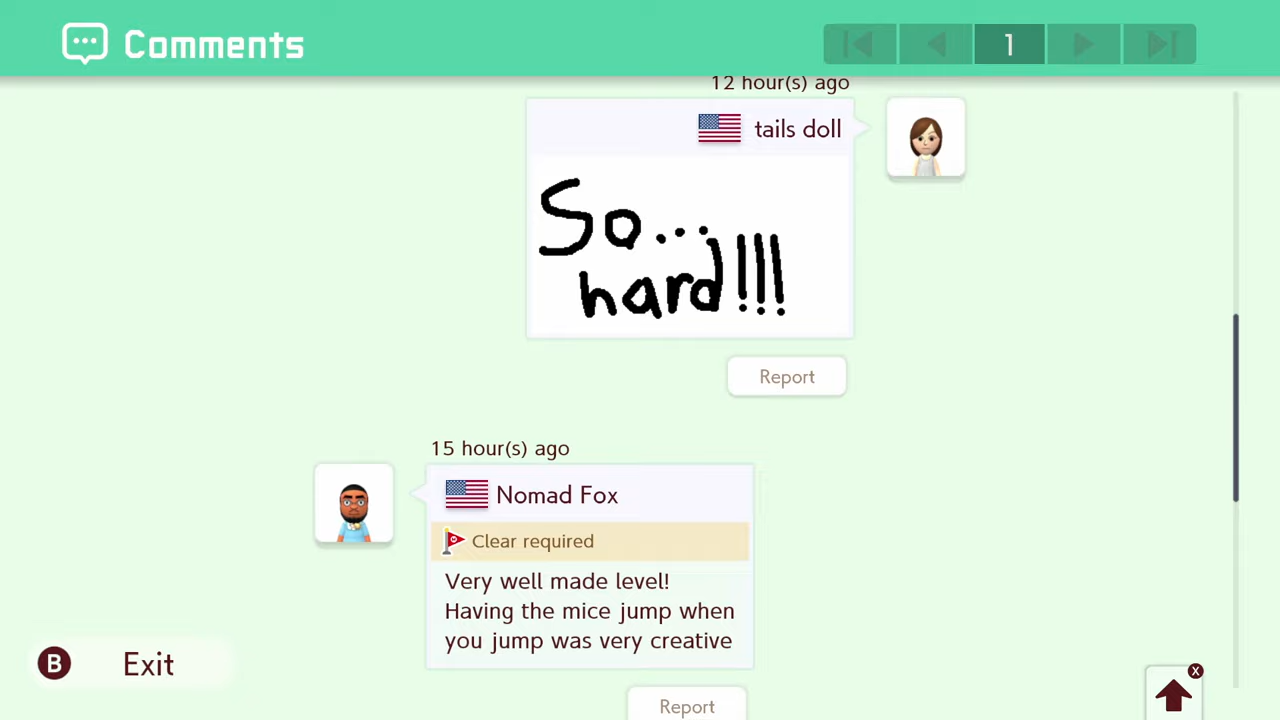 Comments
1
12 hour(s) ago
tails doll
So...
hard!!!
Report
15 hour(s) ago
Nomad Fox
Clear required
Very well made level!
Having the mice jump when
you jump was very creative
Report
B Exit
X